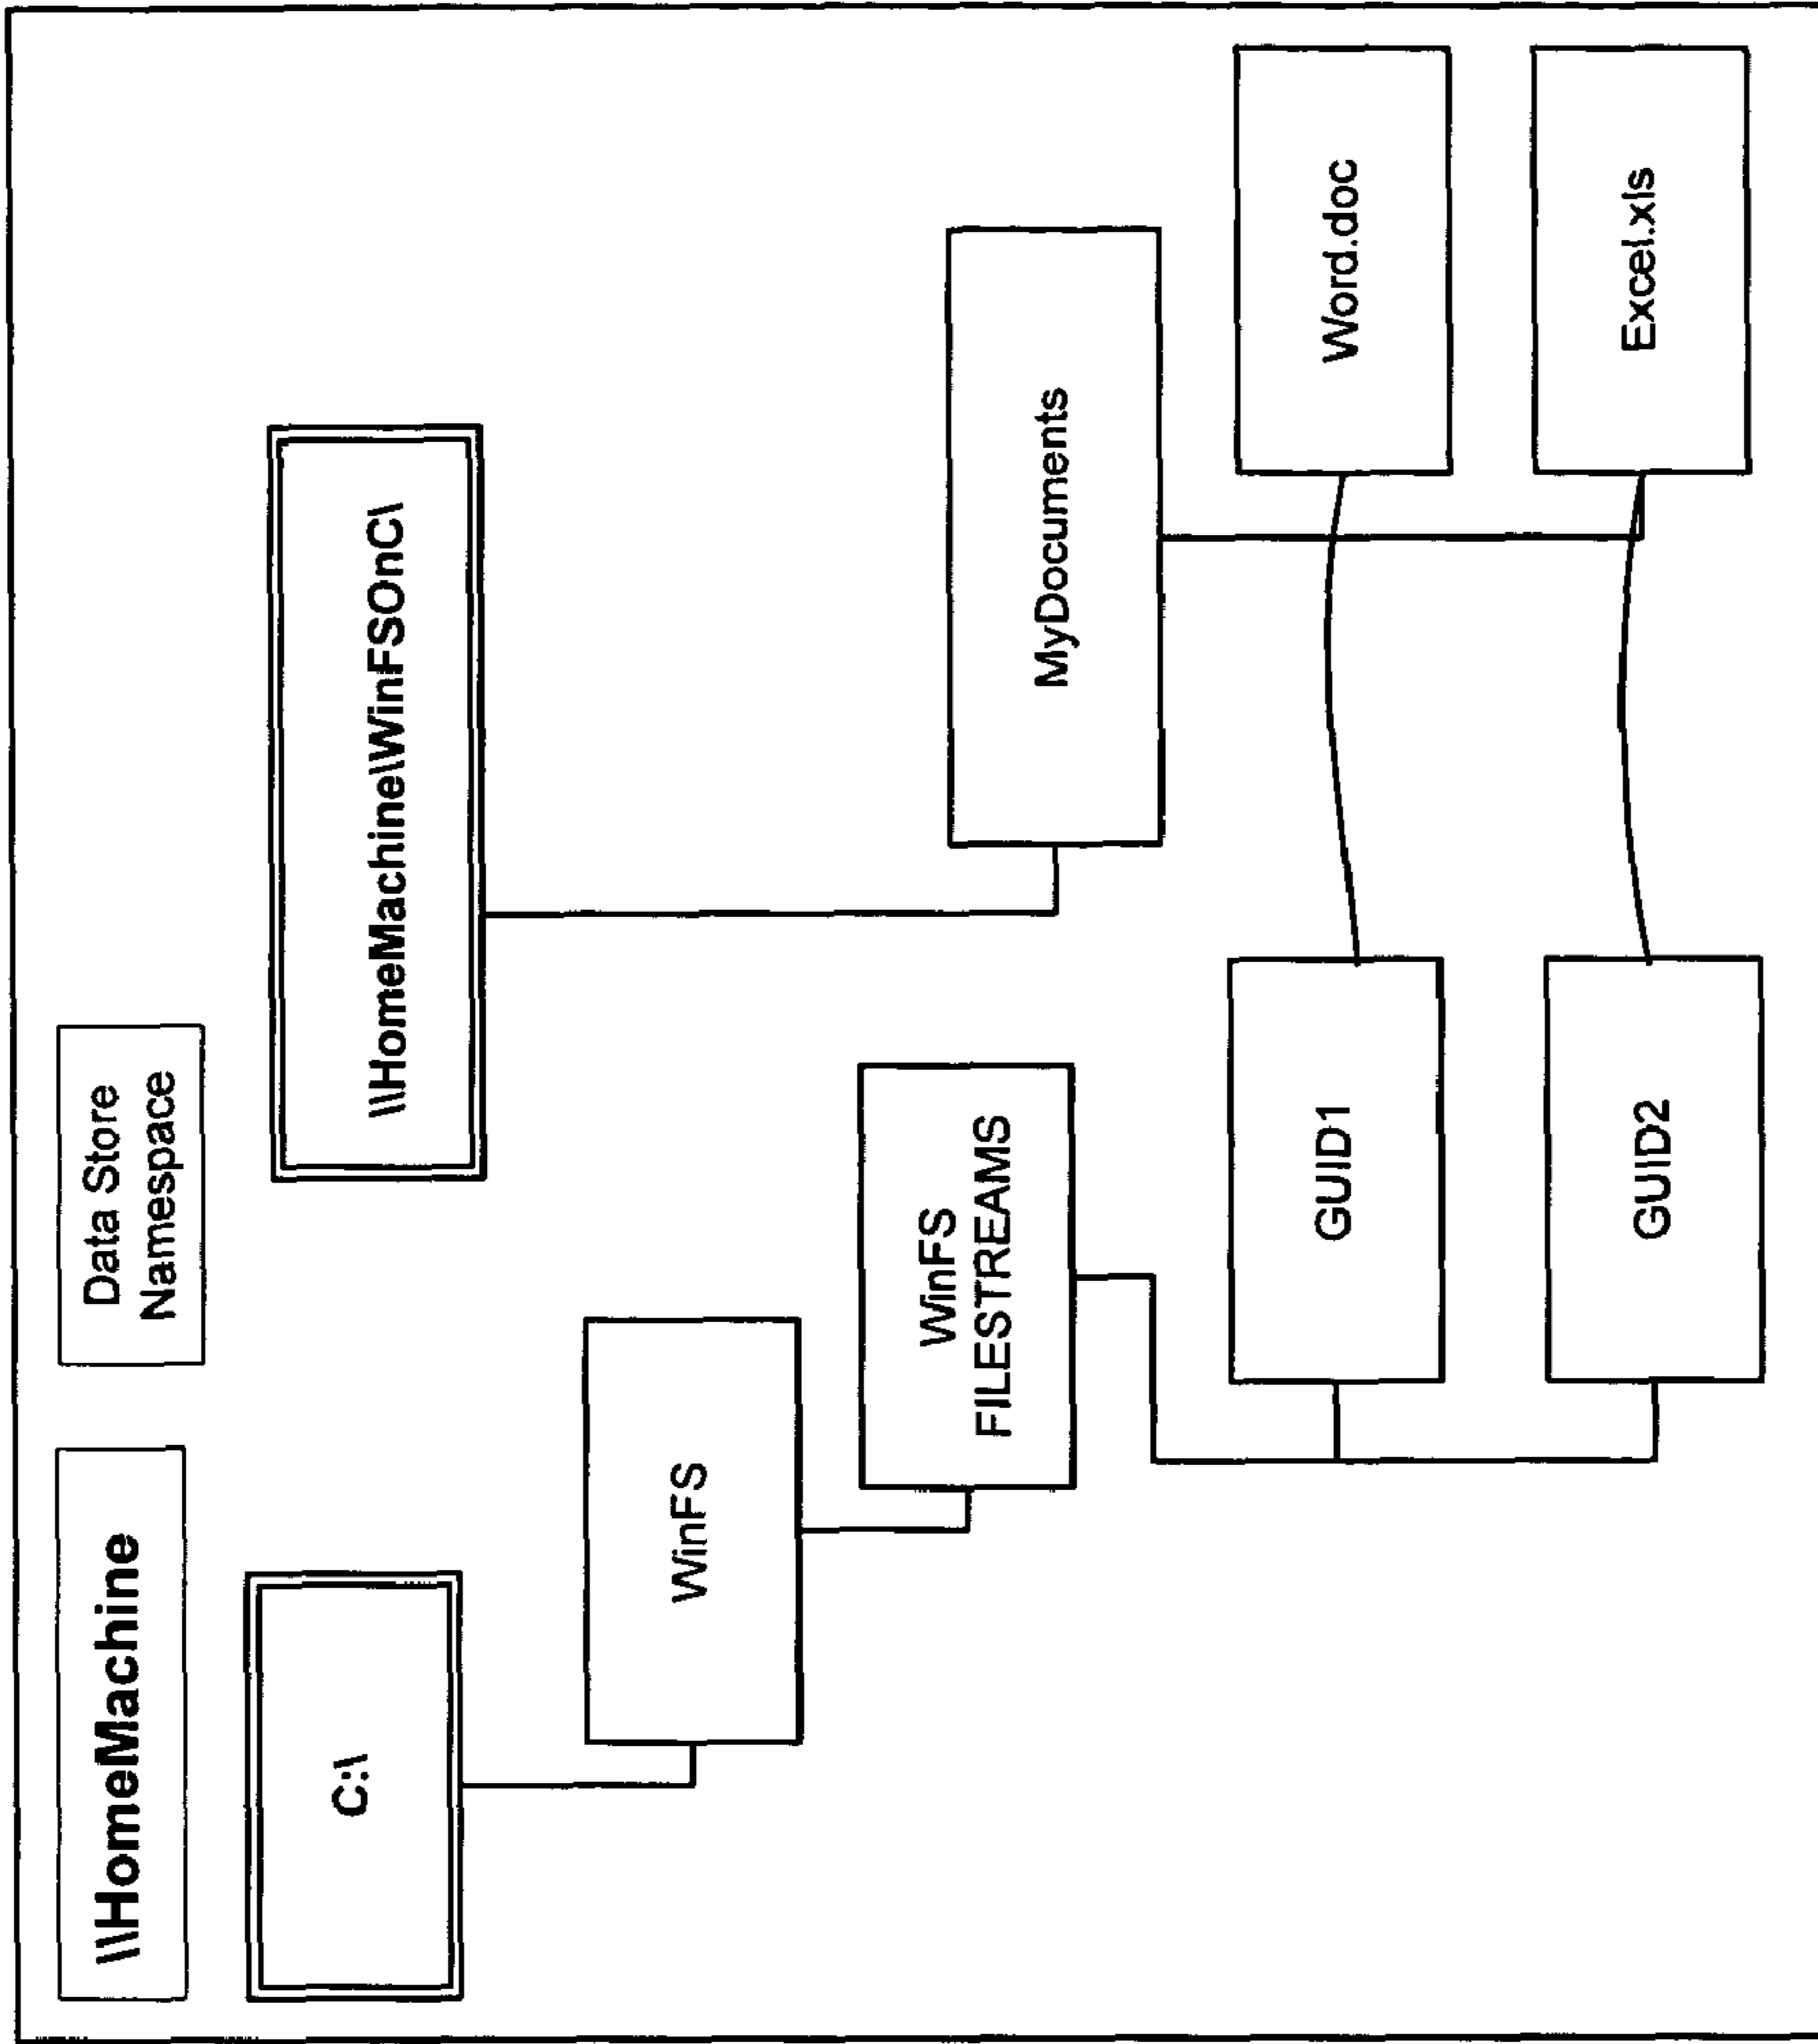 \\HomeMachine
Data Store
Namespace
C:\
\\HomeMachine\WinFSOnC\
WinFS
WinFS
FILESTREAMS
MyDocuments
GUID1
Word.doc
GUID2
Excel.xls